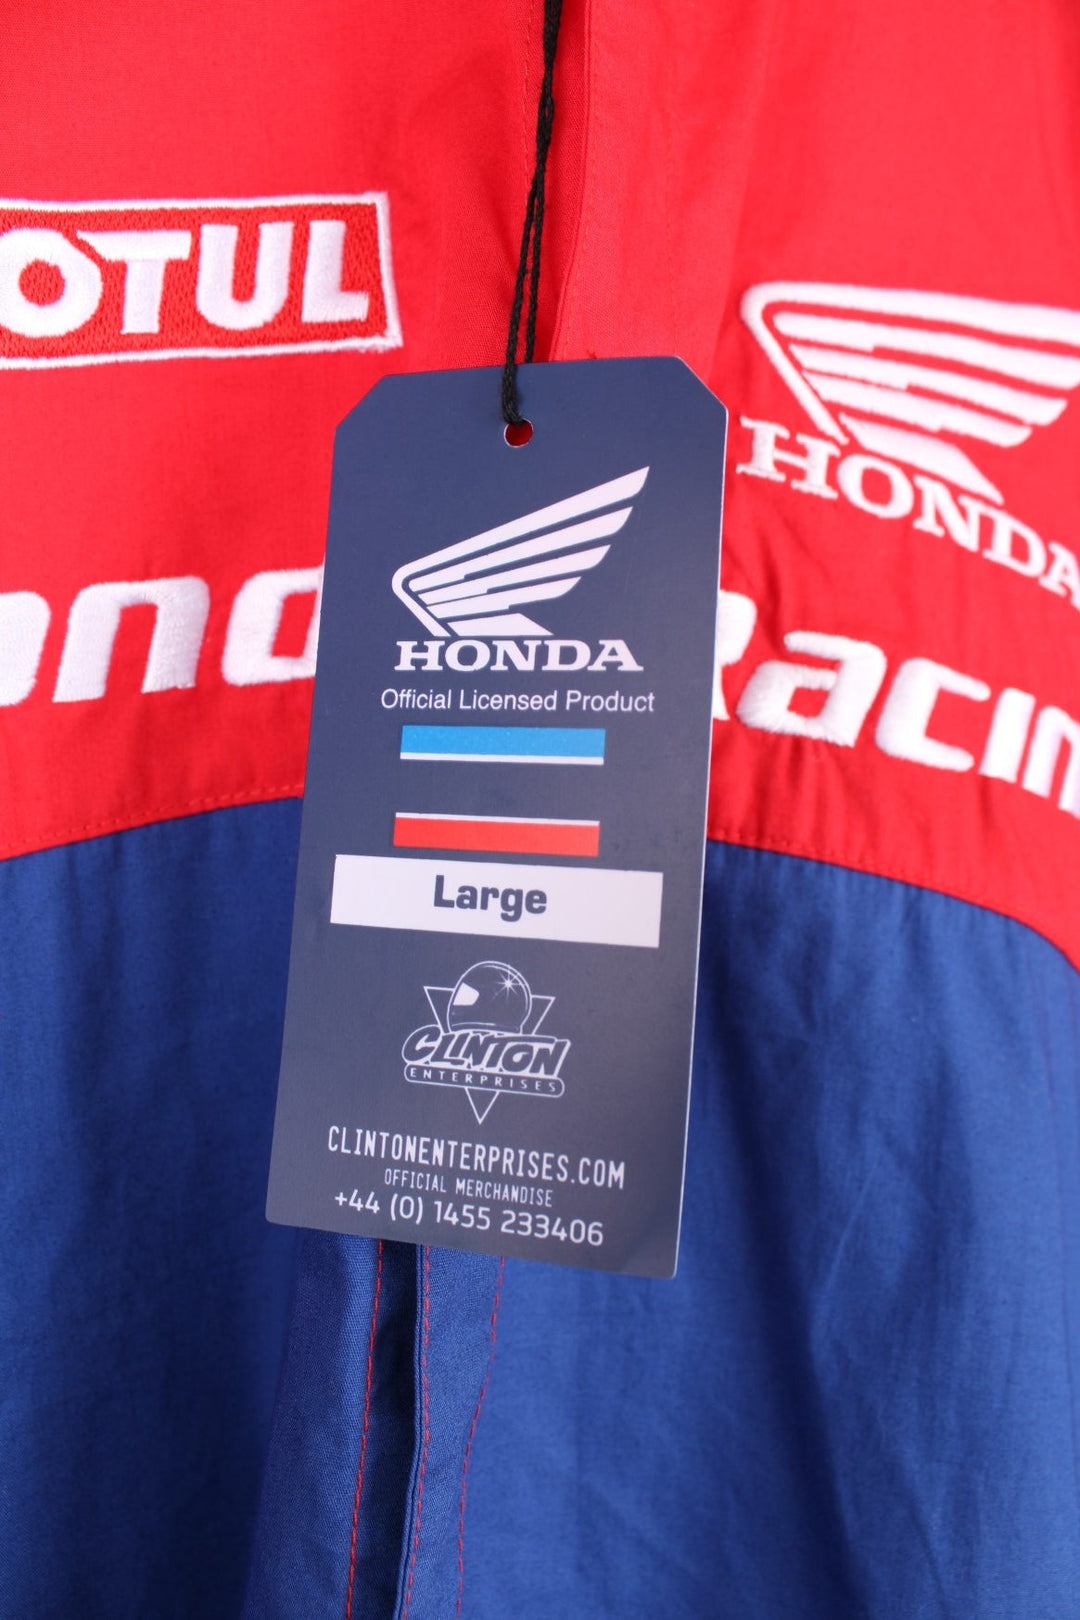 OTUL
HONDA
ond
Racin
HONDA
Official Licensed Product
Large
CLINTON
ENTERPRISES
CLINTONENTERPRISES.COM
OFFICIAL MERCHANDISE
+44 (0) 1455 233406